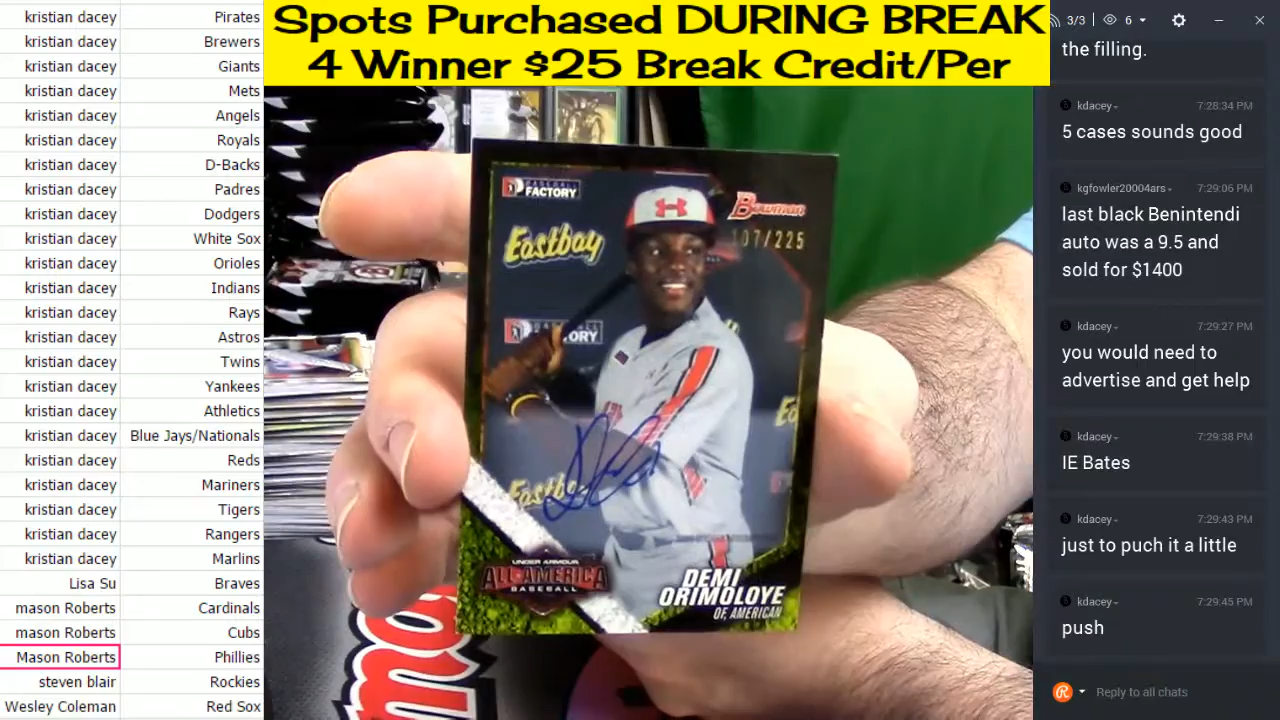 Spots Purchased DURING BREAK
4 Winner $25 Break Credit/Per
kristian dacey Pirates
kristian dacey Brewers
kristian dacey Giants
kristian dacey Mets
kristian dacey Angels
kristian dacey Royals
kristian dacey D-Backs
kristian dacey Padres
kristian dacey Dodgers
kristian dacey White Sox
kristian dacey Orioles
kristian dacey Indians
kristian dacey Rays
kristian dacey Astros
kristian dacey Twins
kristian dacey Yankees
kristian dacey Athletics
kristian dacey Blue Jays/Nationals
kristian dacey Reds
kristian dacey Mariners
kristian dacey Tigers
kristian dacey Rangers
kristian dacey Marlins
Lisa Su Braves
mason Roberts Cardinals
mason Roberts Cubs
Mason Roberts Phillies
steven blair Rockies
Wesley Coleman Red Sox
FACTORY
Bowman
107/225
Eastbay
Eastbay
UNDER ARMOUR
ALL-AMERICA
BASEBALL
DEMI
ORIMOLOYE
OF, AMERICAN
3/3 6
the filling.
kdacey 7:28:34 PM
5 cases sounds good
kgfowler20004ars 7:29:06 PM
last black Benintendi
auto was a 9.5 and
sold for $1400
kdacey 7:29:27 PM
you would need to
advertise and get help
kdacey 7:29:38 PM
IE Bates
kdacey 7:29:43 PM
just to puch it a little
kdacey 7:29:45 PM
push
Reply to all chats